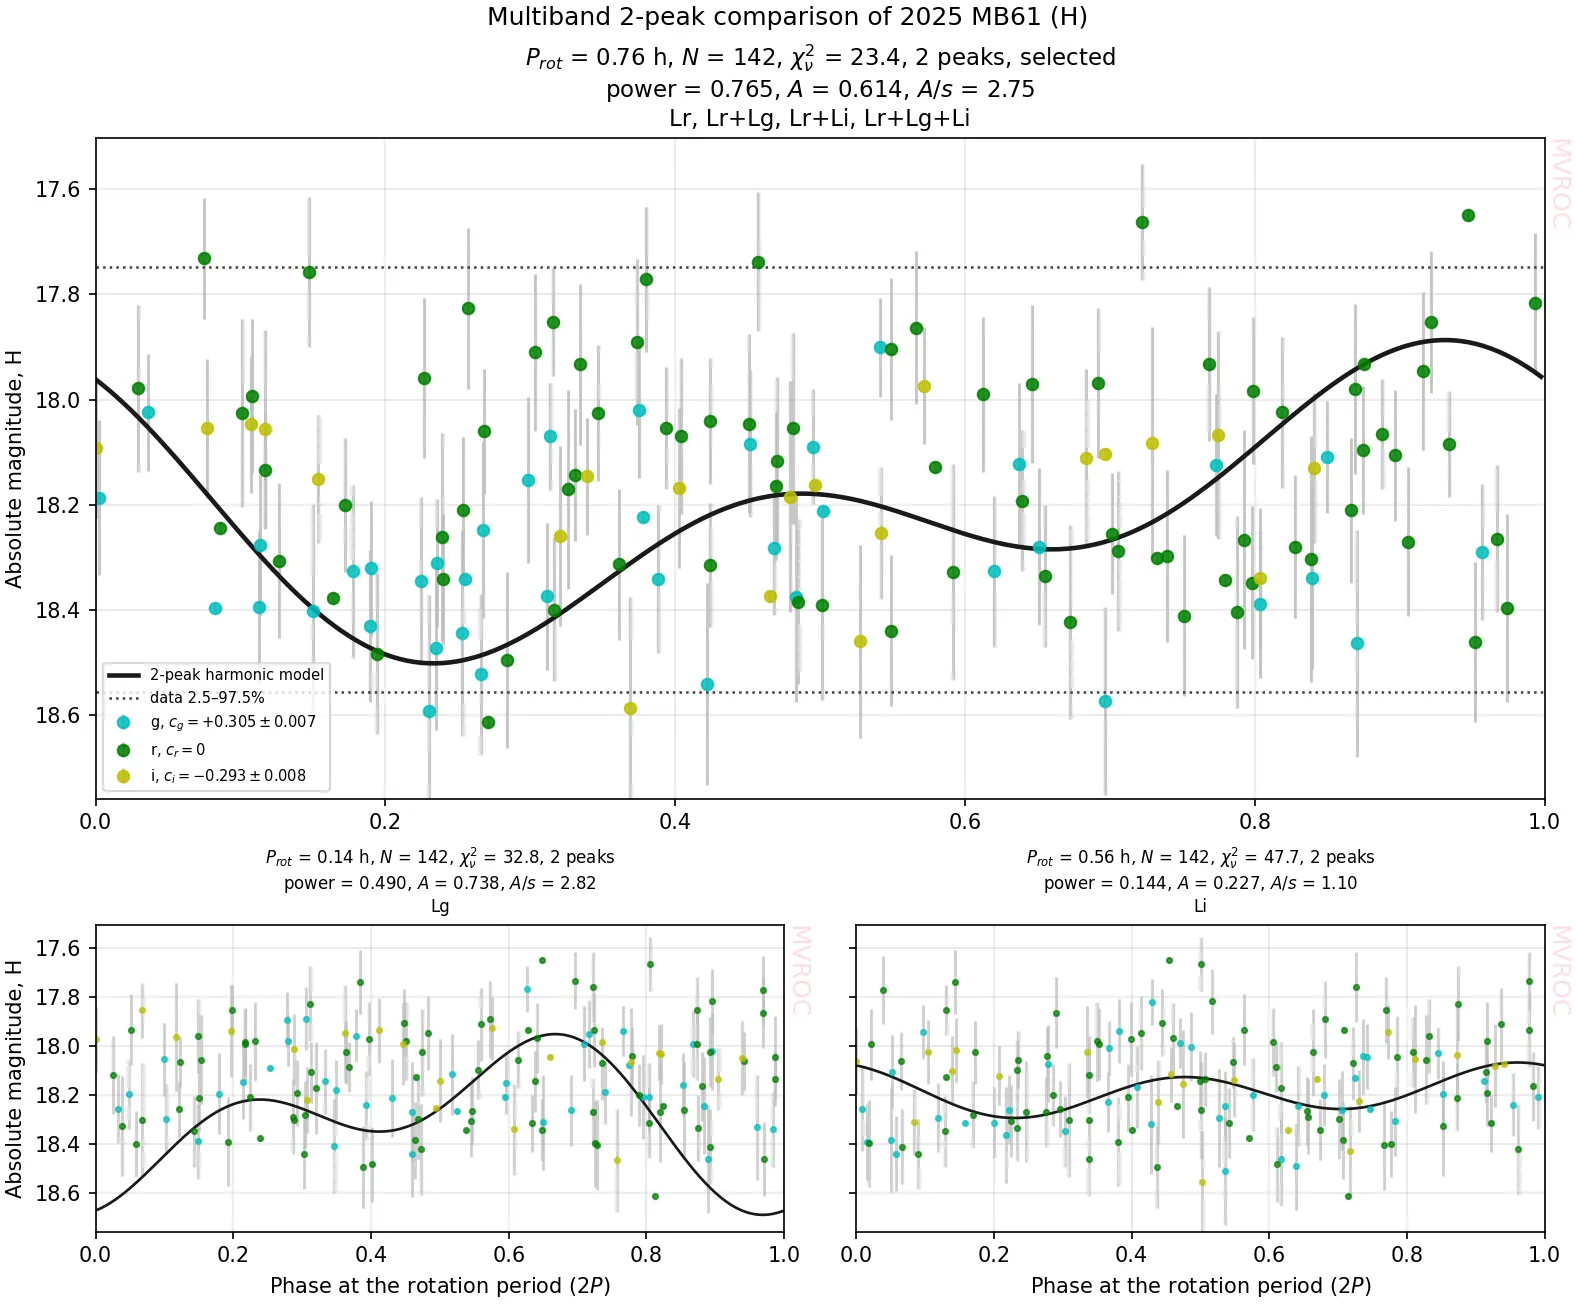 Multiband 2-peak comparison of 2025 MB61 (H)
P_rot = 0.76 h, N = 142, χ²_ν = 23.4, 2 peaks, selected
power = 0.765, A = 0.614, A/s = 2.75
Lr, Lr+Lg, Lr+Li, Lr+Lg+Li
MVROC
Absolute magnitude, H
17.6
17.8
18.0
18.2
18.4
18.6
2-peak harmonic model
data 2.5–97.5%
g, c_g = +0.305 ± 0.007
r, c_r = 0
i, c_i = −0.293 ± 0.008
0.0 0.2 0.4 0.6 0.8 1.0
P_rot = 0.14 h, N = 142, χ²_ν = 32.8, 2 peaks
power = 0.490, A = 0.738, A/s = 2.82
Lg
MVROC
Absolute magnitude, H
17.6
17.8
18.0
18.2
18.4
18.6
0.0 0.2 0.4 0.6 0.8 1.0
Phase at the rotation period (2P)
P_rot = 0.56 h, N = 142, χ²_ν = 47.7, 2 peaks
power = 0.144, A = 0.227, A/s = 1.10
Li
MVROC
0.0 0.2 0.4 0.6 0.8 1.0
Phase at the rotation period (2P)